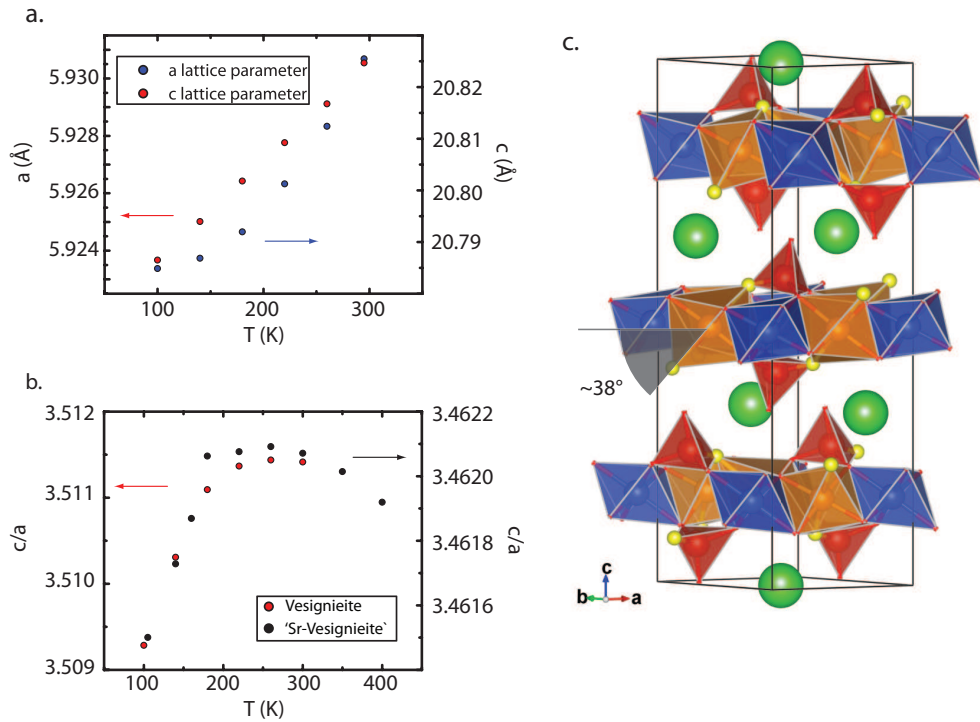 a.
5.930
5.928
5.926
5.924
a (Å)
a lattice parameter
c lattice parameter
20.82
20.81
20.80
20.79
c (Å)
100
200
300
T (K)
b.
3.512
3.511
3.510
3.509
c/a
3.4622
3.4620
3.4618
3.4616
c/a
Vesignieite
'Sr-Vesignieite`
0
100
200
300
400
T (K)
c.
~38°
c
b
a